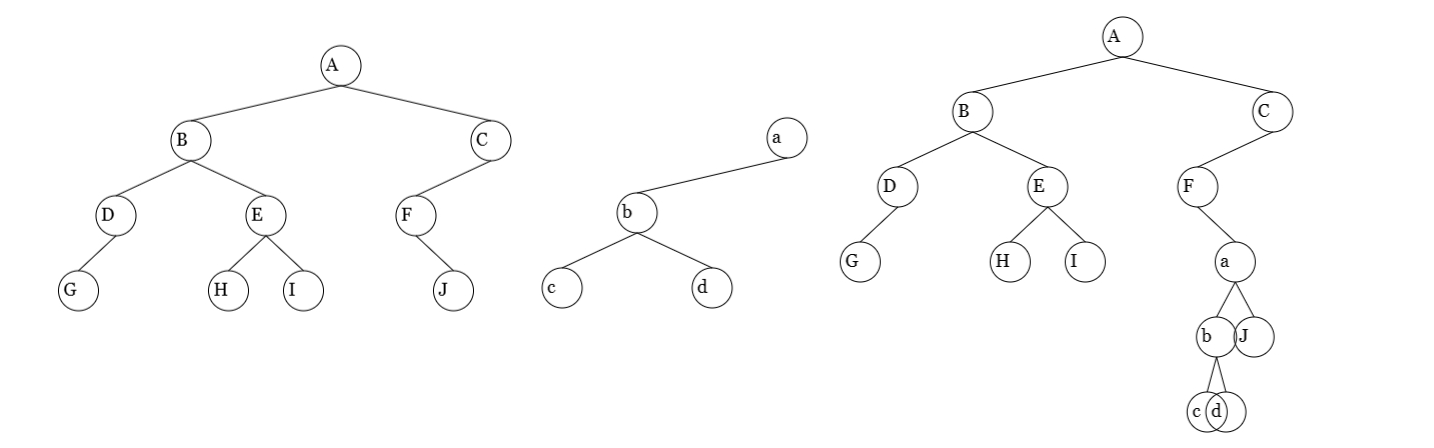 A
B C
D E F
G H I J
a
b
c d
A
B C
D E F
G H I a
b J
c d